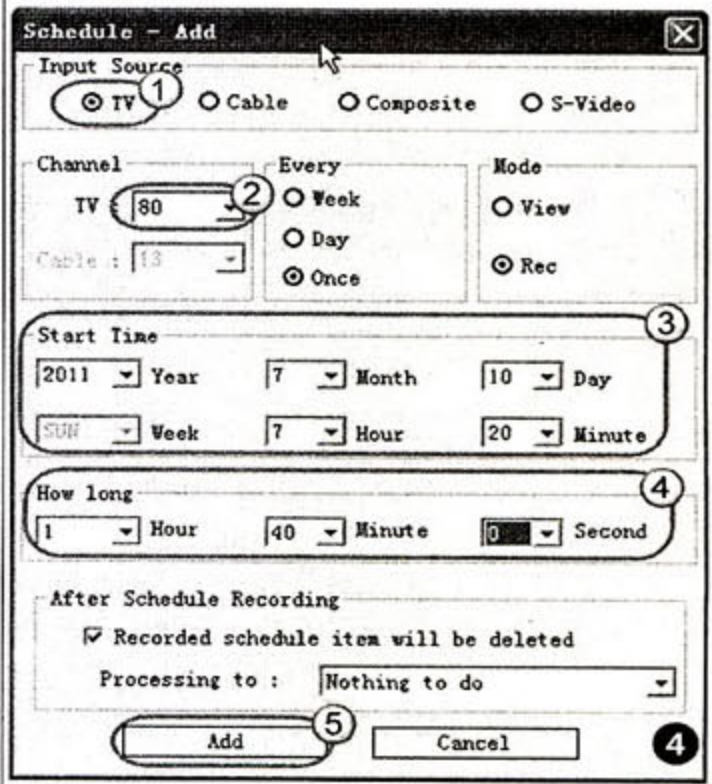 Schedule - Add
Input Source
1
TV Cable Composite S-Video
Channel
TV 80
2
Cable : 13
Every
Week
Day
Once
Mode
View
Rec
3
Start Time
2011 Year 7 Month 10 Day
SUN Week 7 Hour 20 Minute
4
How long
1 Hour 40 Minute 0 Second
After Schedule Recording
Recorded schedule item will be deleted
Processing to : Nothing to do
5
Add Cancel
4